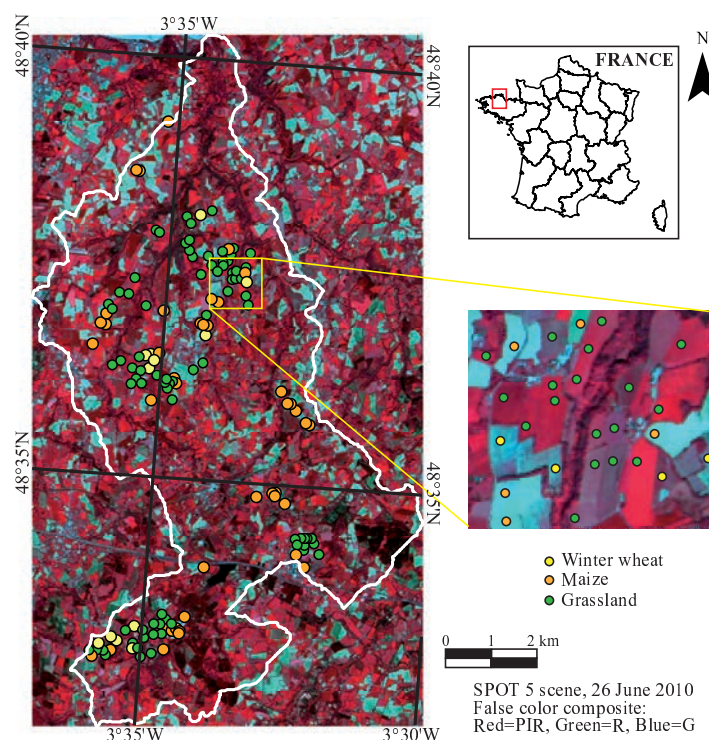 3°35'W
48°40'N
48°40'N
FRANCE
N
48°35'N
48°35'N
Winter wheat
Maize
Grassland
0 1 2 km
SPOT 5 scene, 26 June 2010
False color composite:
Red=PIR, Green=R, Blue=G
3°35'W
3°30'W